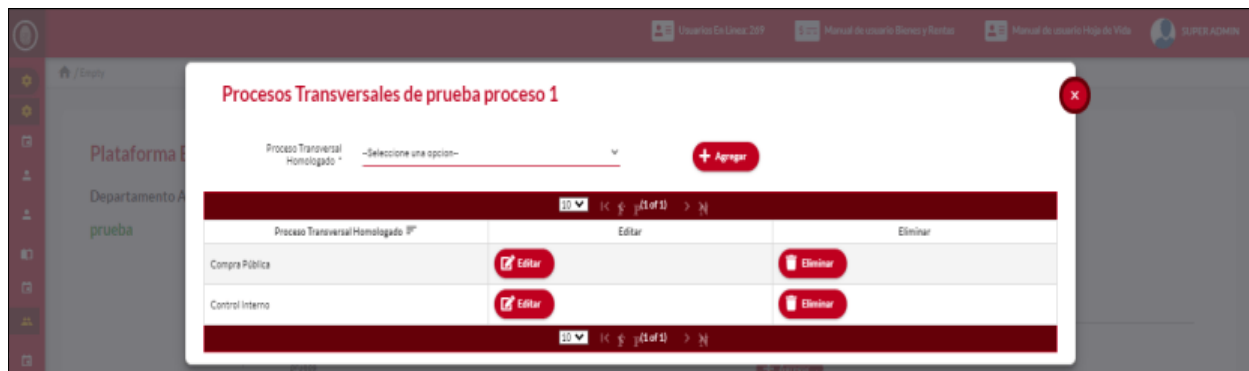 Usuarios En Linea: 269
Manual de usuario Bienes y Rentas
Manual de usuario Hoja de Vida
SUPER ADMIN
/ Empty
Procesos Transversales de prueba proceso 1
x
Plataforma E
Proceso Transversal
Homologado *
--Seleccione una opcion--
Agregar
Departamento A
10
(1 of 1)
prueba
Proceso Transversal Homologado
Editar
Eliminar
Compra Pública
Editar
Eliminar
Control Interno
Editar
Eliminar
10
(1 of 1)